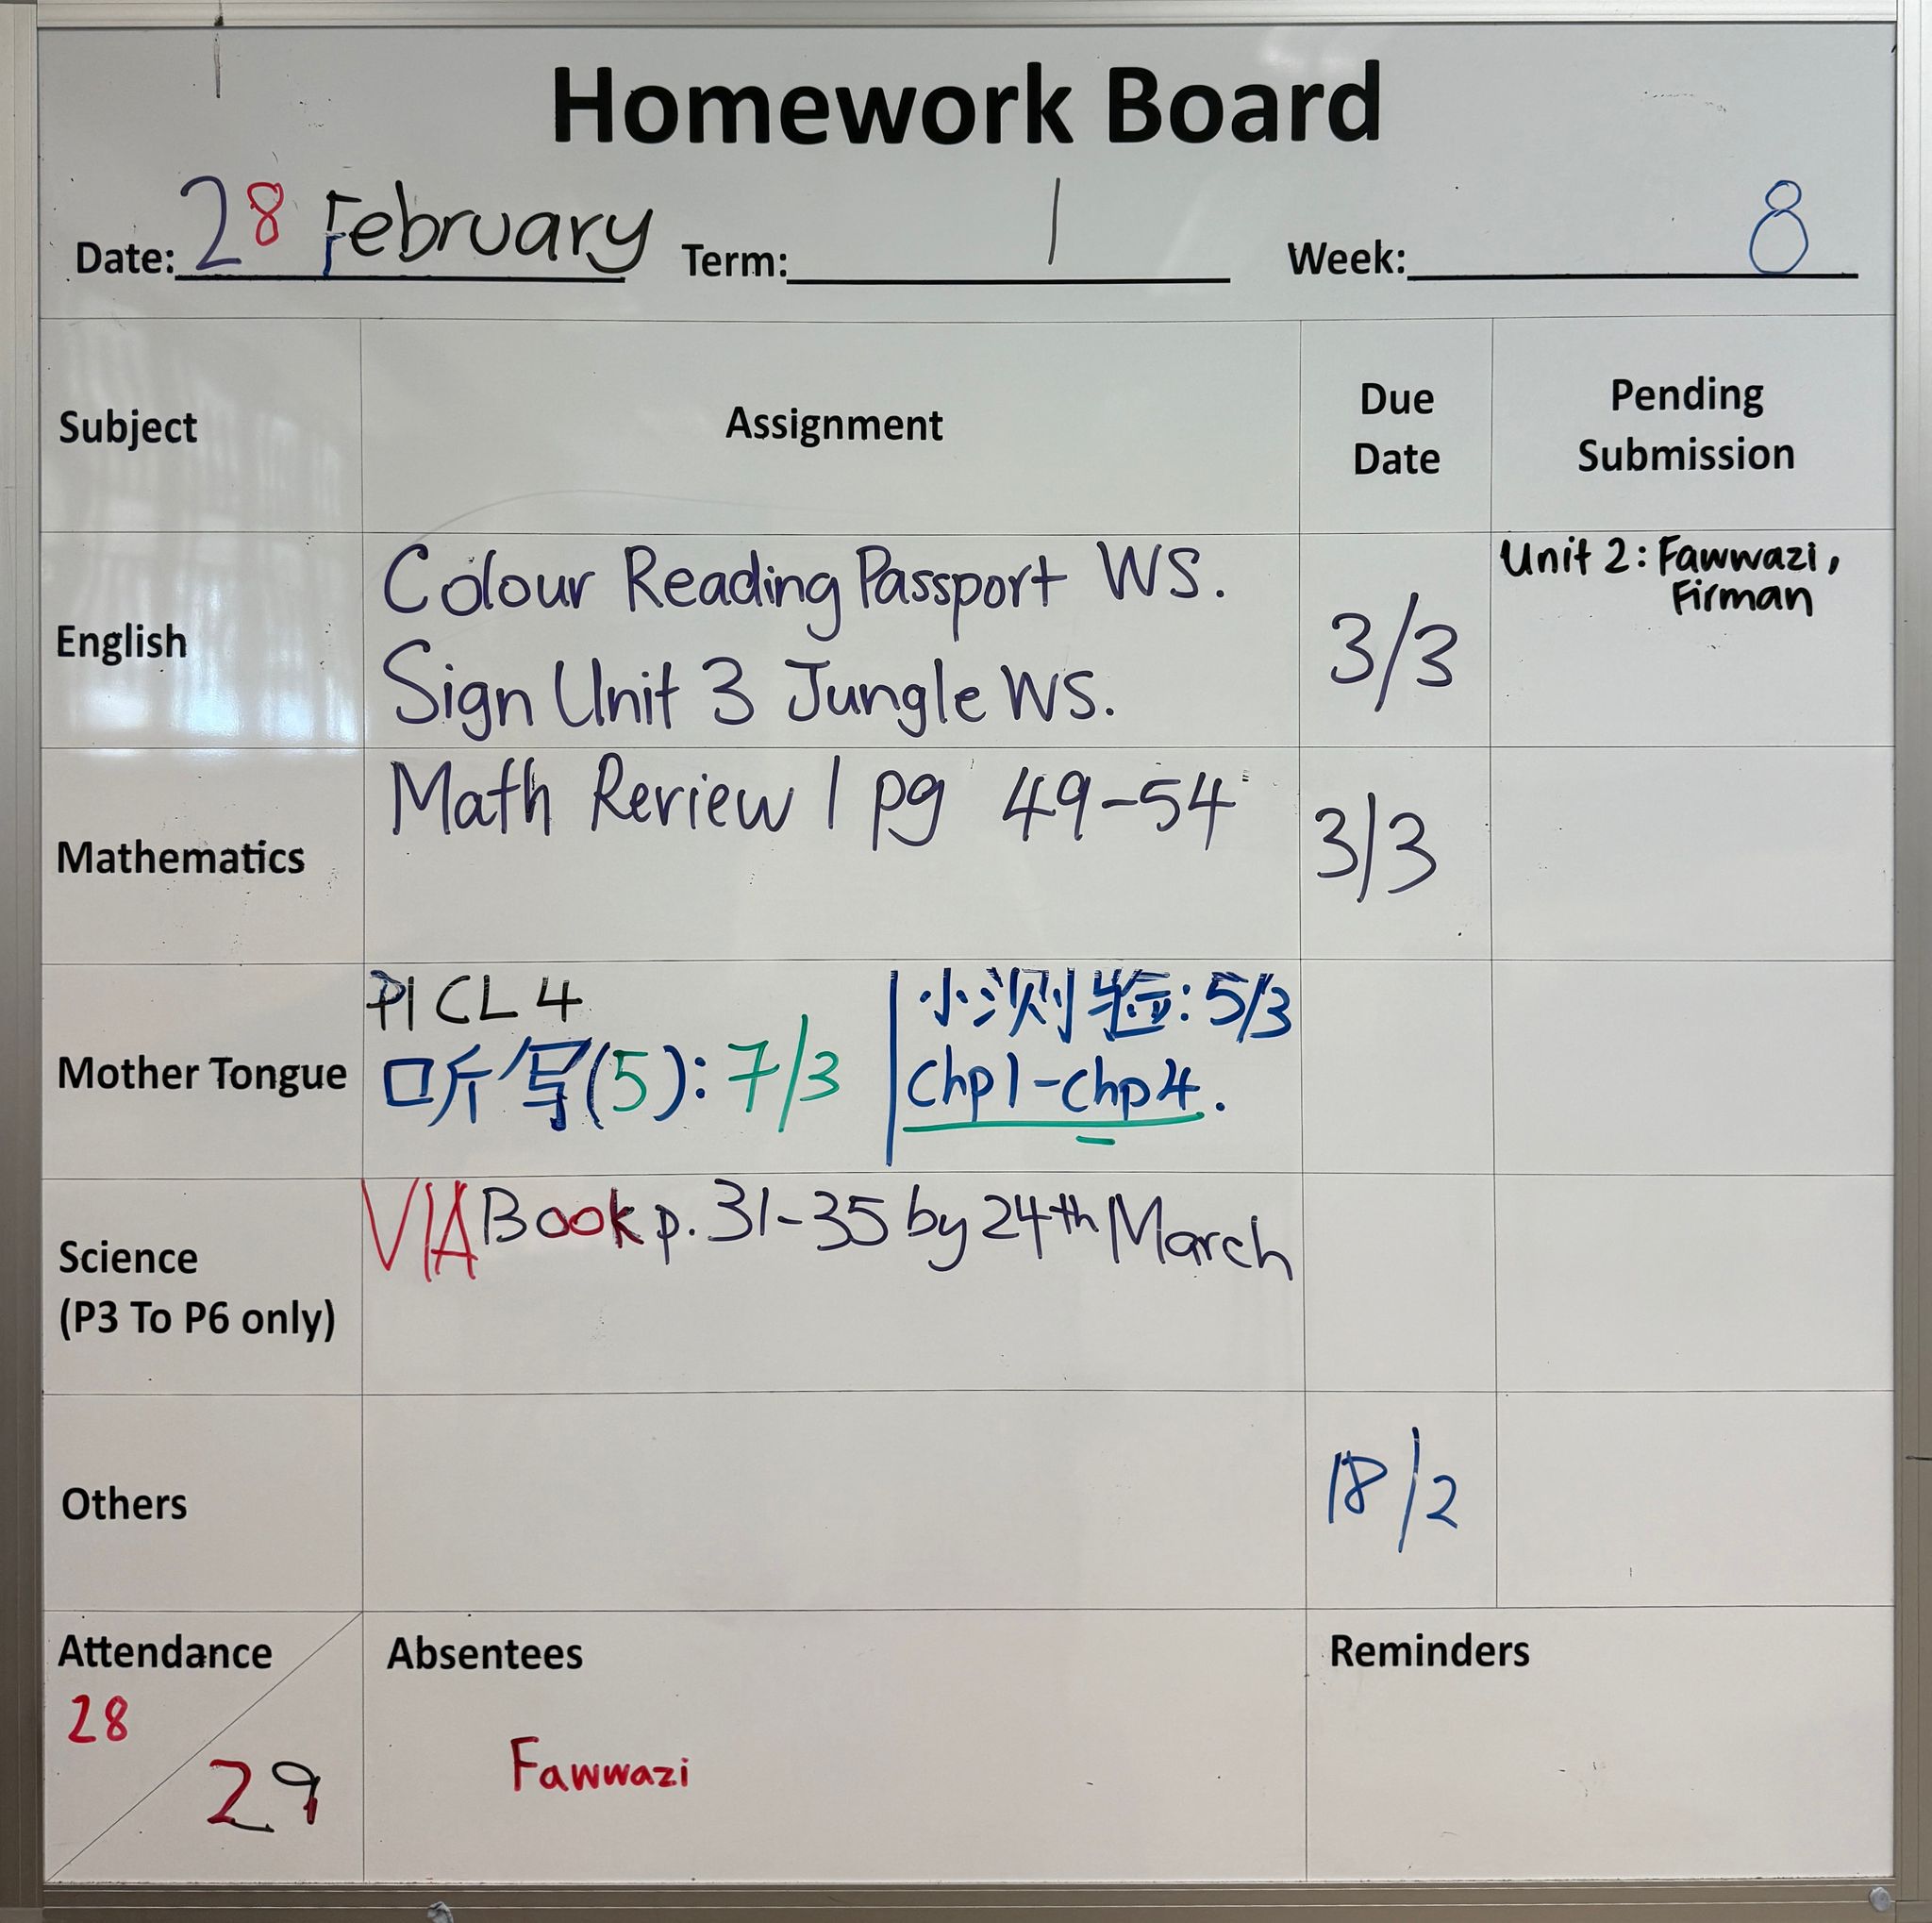 Homework Board
Date: 28 February Term: 1 Week: 8
Subject Assignment Due Date Pending Submission
English
Colour Reading Passport WS.
Sign Unit 3 Jungle WS.
3/3
Unit 2: Fawwazi,
Firman
Mathematics
Math Review 1 pg 49-54
3/3
Mother Tongue
PICL4
听写(5): 7/3
小测验: 5/3
Chp1-Chp4.
Science
(P3 To P6 only)
VIA Book p. 31-35 by 24th March
Others
18/2
Attendance
28
29
Absentees
Fawwazi
Reminders